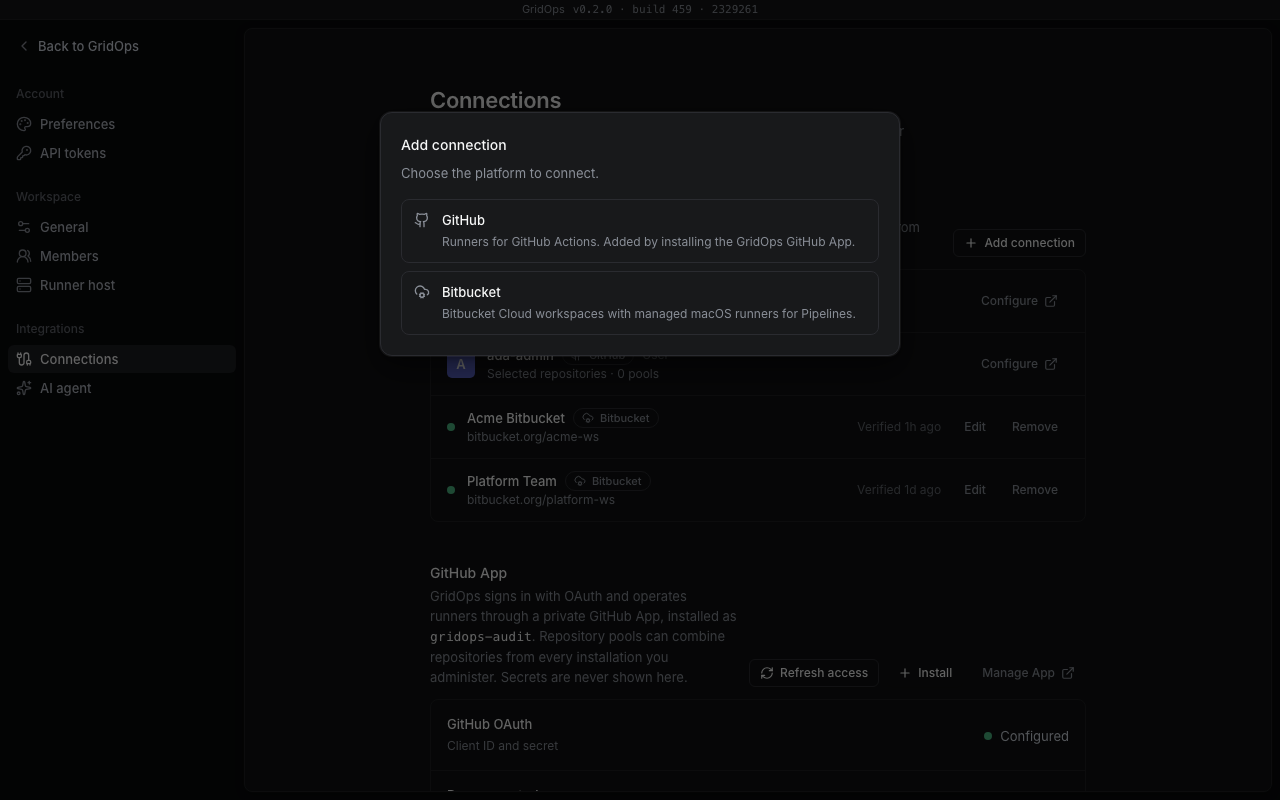 GridOps v0.2.0 · build 459 · 2329261
Back to GridOps
Account
Preferences
API tokens
Workspace
General
Members
Runner host
Integrations
Connections
AI agent
Connections
Add connection
Choose the platform to connect.
GitHub
Runners for GitHub Actions. Added by installing the GridOps GitHub App.
Bitbucket
Bitbucket Cloud workspaces with managed macOS runners for Pipelines.
Add connection
Configure
A
ada-admin GitHub User
Selected repositories · 0 pools
Configure
Acme Bitbucket Bitbucket
bitbucket.org/acme-ws
Verified 1h ago Edit Remove
Platform Team Bitbucket
bitbucket.org/platform-ws
Verified 1d ago Edit Remove
GitHub App
GridOps signs in with OAuth and operates
runners through a private GitHub App, installed as
gridops-audit. Repository pools can combine
repositories from every installation you
administer. Secrets are never shown here.
Refresh access Install Manage App
GitHub OAuth
Client ID and secret
Configured